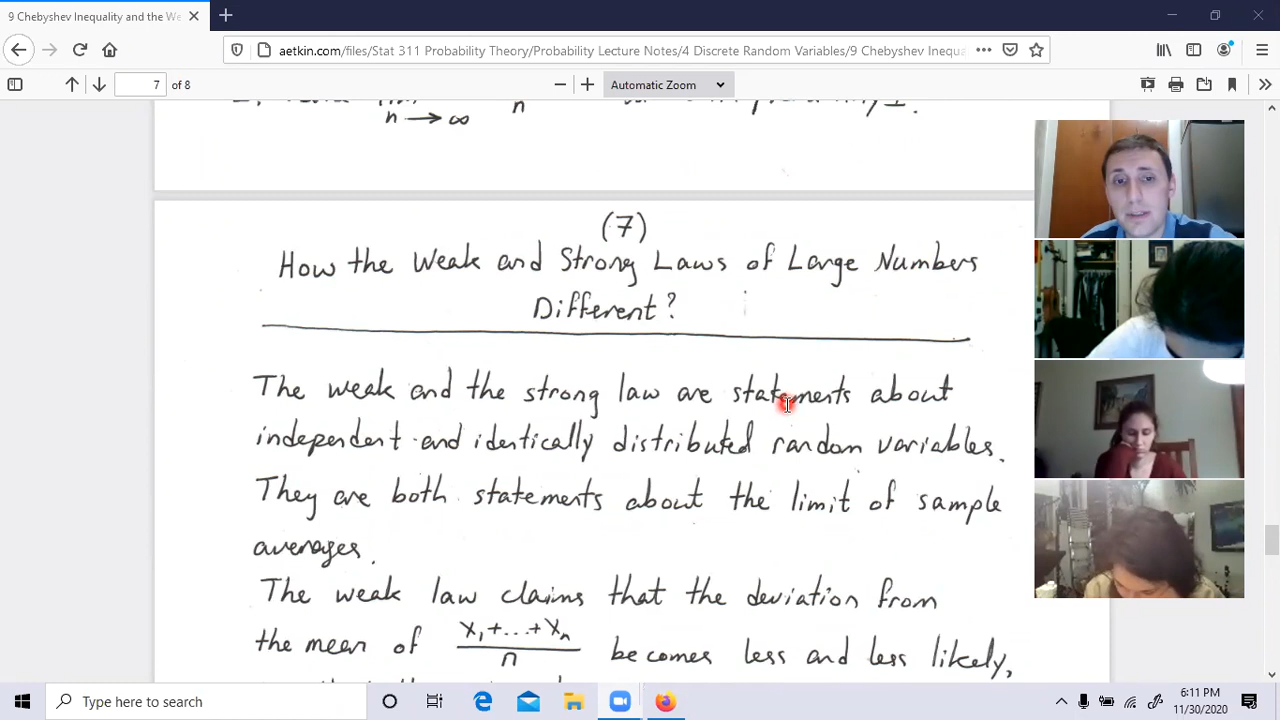 9 Chebyshev Inequality and the We
aetkin.com/files/Stat 311 Probability Theory/Probability Lecture Notes/4 Discrete Random Variables/9 Chebyshev Inequa
7 of 8
Automatic Zoom
n → ∞ n
(7)
How the Weak and Strong Laws of Large Numbers
Different?
The weak and the strong law are statements about
independent and identically distributed random variables.
They are both statements about the limit of sample
averages.
The weak law claims that the deviation from
the mean of X1+...+Xn / n becomes less and less likely,
Type here to search
6:11 PM
11/30/2020